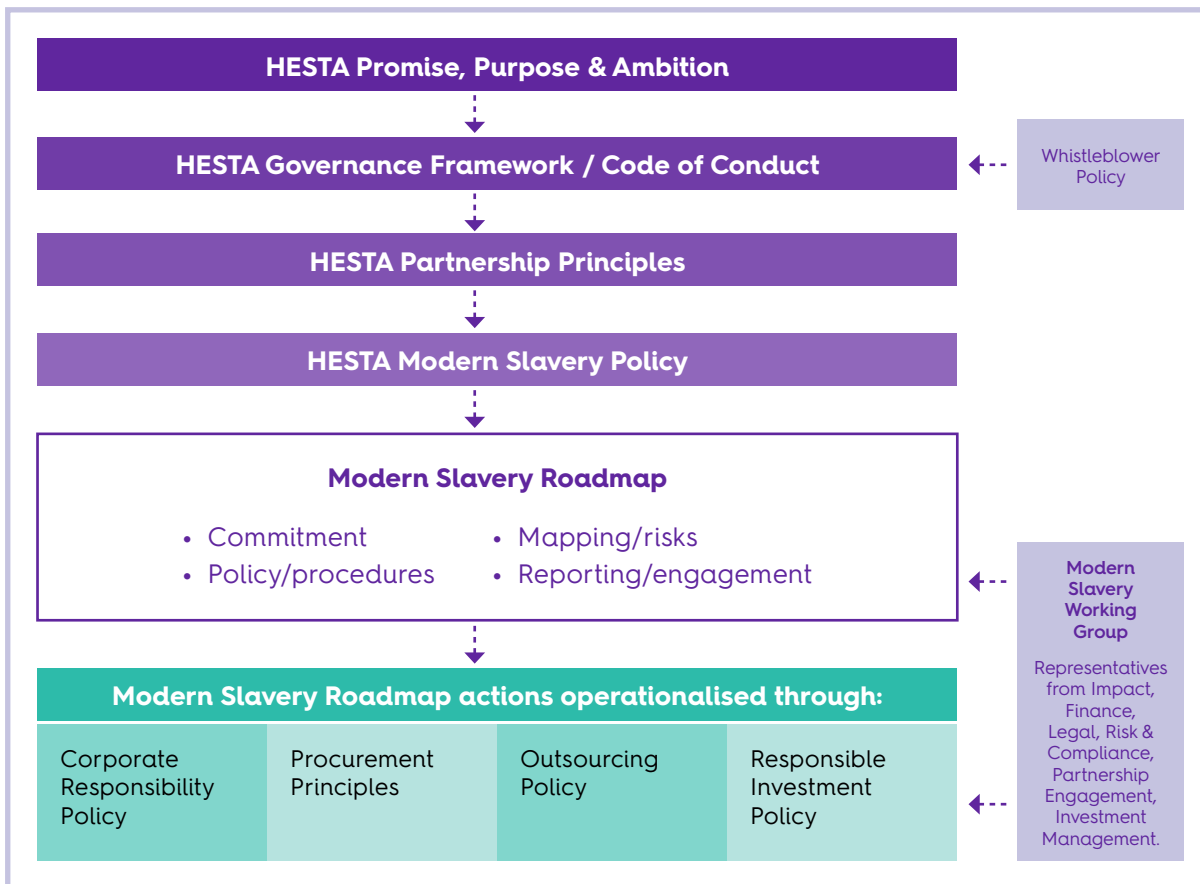 HESTA Promise, Purpose & Ambition
HESTA Governance Framework / Code of Conduct
Whistleblower
Policy
HESTA Partnership Principles
HESTA Modern Slavery Policy
Modern Slavery Roadmap
• Commitment
• Policy/procedures
• Mapping/risks
• Reporting/engagement
Modern
Slavery
Working
Group
Representatives
from Impact,
Finance,
Legal, Risk &
Compliance,
Partnership
Engagement,
Investment
Management.
Modern Slavery Roadmap actions operationalised through:
Corporate
Responsibility
Policy
Procurement
Principles
Outsourcing
Policy
Responsible
Investment
Policy